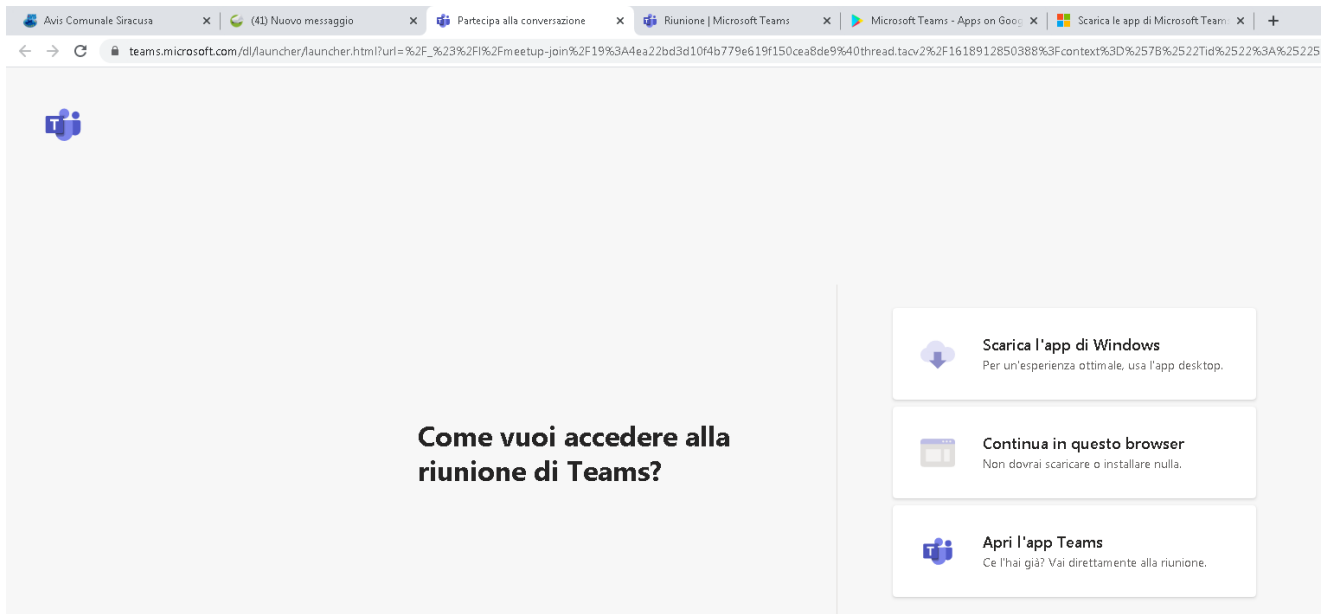 Avis Comunale Siracusa
(41) Nuovo messaggio
Partecipa alla conversazione
Riunione | Microsoft Teams
Microsoft Teams - Apps on Goog
Scarica le app di Microsoft Team
teams.microsoft.com/dl/launcher/launcher.html?url=%2F_%23%2Fl%2Fmeetup-join%2F19%3A4ea22bd3d10f4b779e619f150cea8de9%40thread.tacv2%2F1618912850388%3Fcontext%3D%257B%2522Tid%2522%3A%25225
T
Scarica l'app di Windows
Per un'esperienza ottimale, usa l'app desktop.
Come vuoi accedere alla
riunione di Teams?
Continua in questo browser
Non dovrai scaricare o installare nulla.
T
Apri l'app Teams
Ce l'hai già? Vai direttamente alla riunione.